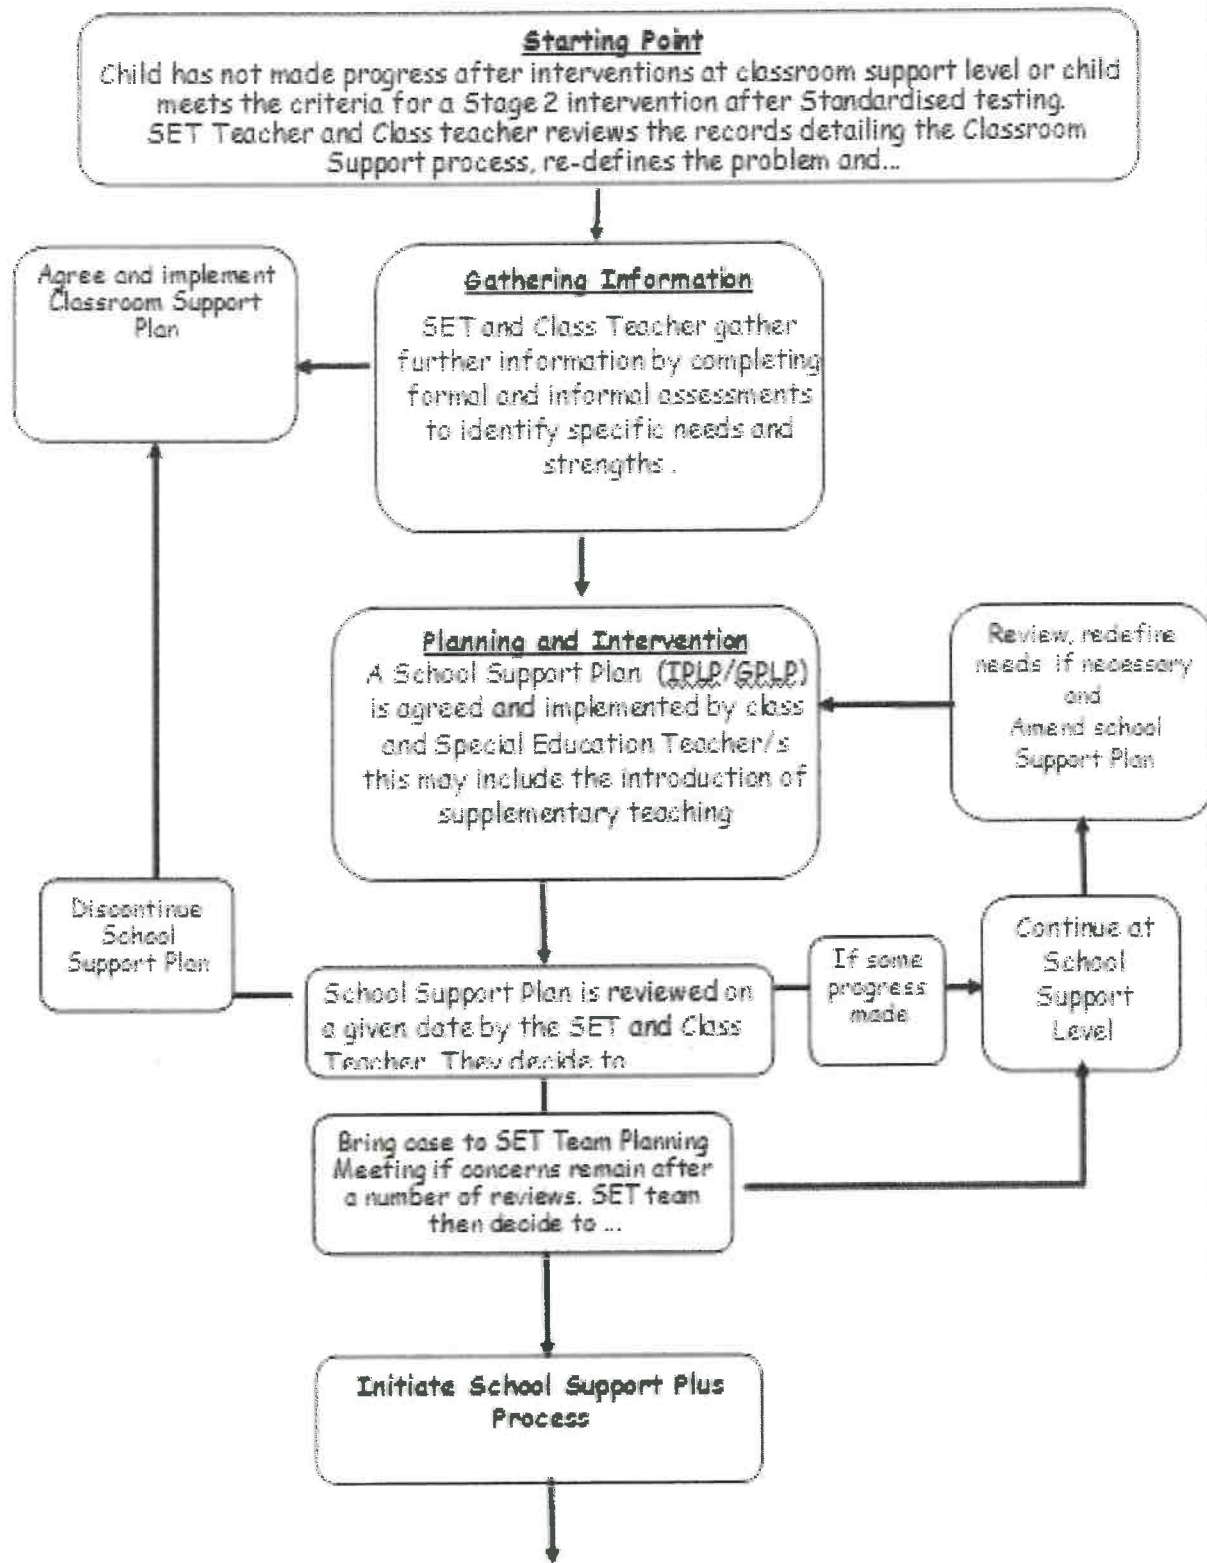 Starting Point
Child has not made progress after interventions at classroom support level or child
meets the criteria for a Stage 2 intervention after Standardised testing.
SET Teacher and Class teacher reviews the records detailing the Classroom
Support process, re-defines the problem and...
Agree and implement
Classroom Support
Plan
Gathering Information
SET and Class Teacher gather
further information by completing
formal and informal assessments
to identify specific needs and
strengths .
Planning and Intervention
A School Support Plan (IPLP/GPLP)
is agreed and implemented by class
and Special Education Teacher/s
this may include the introduction of
supplementary teaching
Review, redefine
needs if necessary
and
Amend school
Support Plan
Discontinue
School
Support Plan
School Support Plan is reviewed on
a given date by the SET and Class
Teacher. They decide to
If some
progress
made
Continue at
School
Support
Level
Bring case to SET Team Planning
Meeting if concerns remain after
a number of reviews. SET team
then decide to ...
Initiate School Support Plus
Process